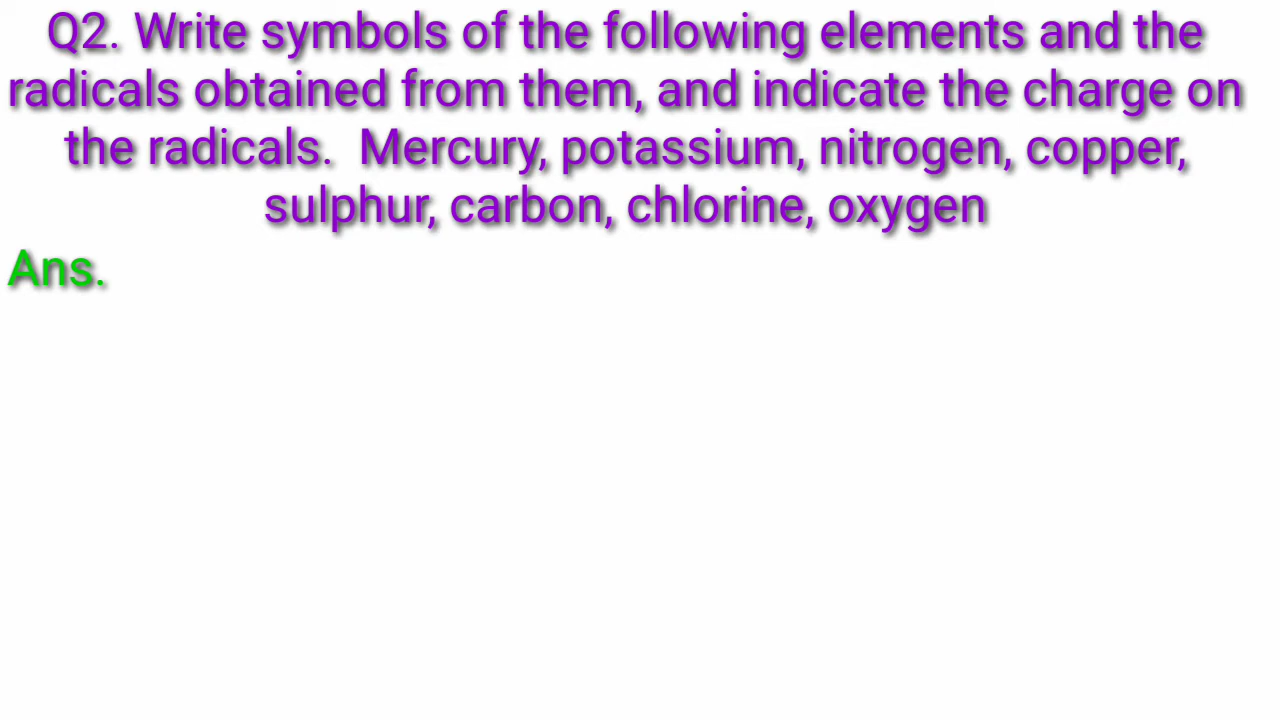 Q2. Write symbols of the following elements and the
radicals obtained from them, and indicate the charge on
the radicals.  Mercury, potassium, nitrogen, copper,
sulphur, carbon, chlorine, oxygen
Ans.